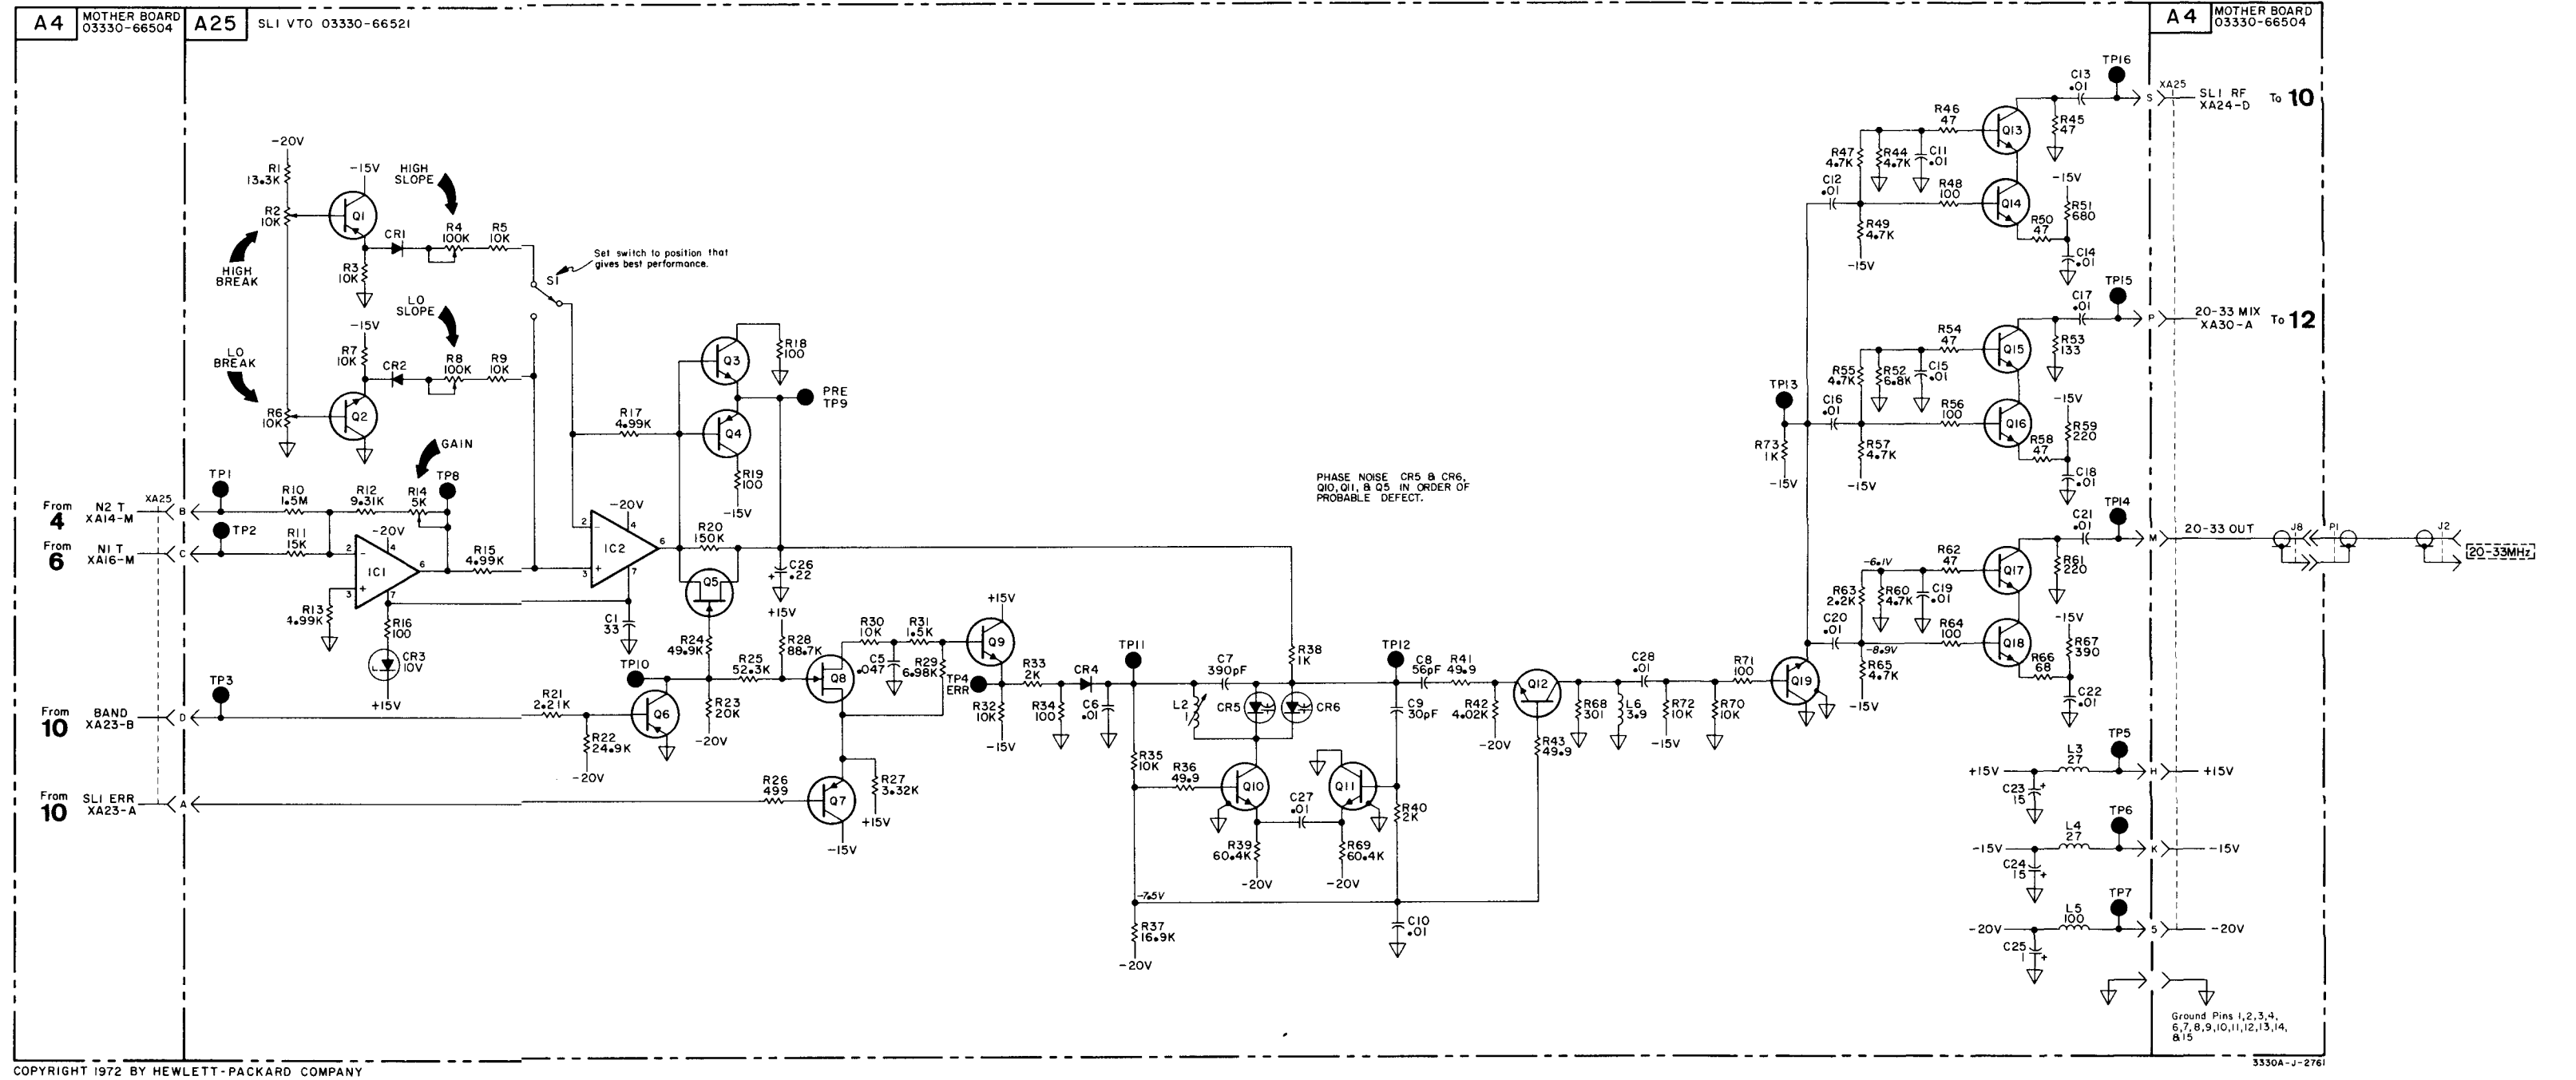 A4
MOTHER BOARD
03330-66504
A25
SL1 VTO 03330-66521
A4
MOTHER BOARD
03330-66504
-20V
R1
13.3K
R2
10K
HIGH
BREAK
-15V
Q1
R3
10K
CR1
HIGH
SLOPE
R4
100K
R5
10K
S1
Set switch to position that
gives best performance.
LO
BREAK
R6
10K
-15V
R7
10K
Q2
CR2
LO
SLOPE
R8
100K
R9
10K
GAIN
From
4
N2 T
XA14-M
XA25
B
TP1
R10
1.5M
R12
9.31K
R14
5K
TP8
From
6
N1 T
XA16-M
C
TP2
R11
15K
-20V
2
4
IC1
6
3
7
R13
4.99K
R15
4.99K
R16
100
CR3
10V
+15V
R17
4.99K
-20V
2
4
IC2
6
3
7
C1
33
Q3
R18
100
Q4
R19
100
-15V
PRE
TP9
R20
150K
Q5
C26
.22
+
R24
49.9K
+15V
R28
88.7K
TP10
R25
52.3K
R23
20K
-20V
From
10
BAND
XA23-B
D
TP3
R21
2.21K
R22
24.9K
-20V
Q6
From
10
SL1 ERR
XA23-A
A
R26
499
Q7
-15V
R27
3.32K
+15V
Q8
R30
10K
R31
1.5K
C5
.047
R29
6.98K
+15V
Q9
TP4
ERR
R32
10K
-15V
R33
2K
R34
100
CR4
C6
.01
TP11
C7
390pF
L2
1
CR5
CR6
R38
1K
R35
10K
R36
49.9
Q10
C27
.01
Q11
R39
60.4K
-20V
R69
60.4K
-20V
-7.5V
R37
16.9K
-20V
TP12
C8
56pF
R41
49.9
C9
30pF
R40
2K
C10
.01
R42
4.02K
-20V
Q12
R43
49.9
R68
301
L6
3.9
C28
.01
R72
10K
-15V
R70
10K
R71
100
Q19
PHASE NOISE CR5 & CR6,
Q10, Q11, & Q5 IN ORDER OF
PROBABLE DEFECT.
TP13
R73
1K
-15V
C12
.01
R47
4.7K
R44
4.7K
C11
.01
R46
47
Q13
R48
100
Q14
R49
4.7K
-15V
R50
47
-15V
R51
680
C14
.01
R45
47
C13
.01
TP16
S
XA25
SL1 RF
XA24-D
To 10
C16
.01
R55
4.7K
R52
6.8K
C15
.01
R54
47
Q15
R56
100
Q16
R57
4.7K
-15V
R58
47
-15V
R59
220
C18
.01
R53
133
C17
.01
TP15
P
20-33 MIX
XA30-A
To 12
C20
.01
R63
2.2K
-6.1V
R60
4.7K
C19
.01
R62
47
Q17
R64
100
Q18
-8.9V
R65
4.7K
-15V
R66
68
-15V
R67
390
C22
.01
R61
220
C21
.01
TP14
M
20-33 OUT
J8
P1
J2
20-33MHz
+15V
L3
27
C23
15
+
TP5
H
+15V
-15V
L4
27
C24
15
+
TP6
K
-15V
-20V
L5
100
C25
1
+
TP7
5
-20V
Ground Pins 1,2,3,4,
6,7,8,9,10,11,12,13,14,
&15
COPYRIGHT 1972 BY HEWLETT-PACKARD COMPANY
3330A-J-2761